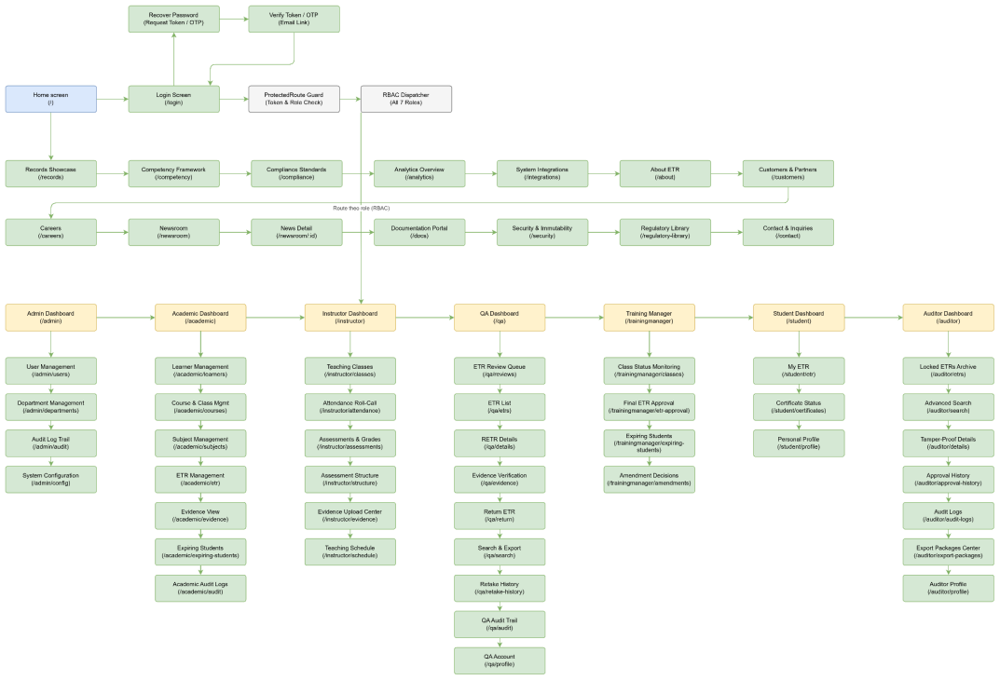 Recover Password
(Request Token / OTP)
Verify Token / OTP
(Email Link)
Home screen
(/)
Login Screen
(/login)
ProtectedRoute Guard
(Token & Role Check)
RBAC Dispatcher
(All 7 Roles)
Records Showcase
(/records)
Competency Framework
(/competency)
Compliance Standards
(/compliance)
Analytics Overview
(/analytics)
System Integrations
(/integrations)
About ETR
(/about)
Customers & Partners
(/customers)
Route theo role (RBAC)
Careers
(/careers)
Newsroom
(/newsroom)
News Detail
(/newsroom/:id)
Documentation Portal
(/docs)
Security & Immutability
(/security)
Regulatory Library
(/regulatory-library)
Contact & Inquiries
(/contact)
Admin Dashboard
(/admin)
Academic Dashboard
(/academic)
Instructor Dashboard
(/instructor)
QA Dashboard
(/qa)
Training Manager
(/trainingmanager)
Student Dashboard
(/student)
Auditor Dashboard
(/auditor)
User Management
(/admin/users)
Department Management
(/admin/departments)
Audit Log Trail
(/admin/audit)
System Configuration
(/admin/config)
Learner Management
(/academic/learners)
Course & Class Mgmt
(/academic/courses)
Subject Management
(/academic/subjects)
ETR Management
(/academic/etr)
Evidence View
(/academic/evidence)
Expiring Students
(/academic/expiring-students)
Academic Audit Logs
(/academic/audit)
Teaching Classes
(/instructor/classes)
Attendance Roll-Call
(/instructor/attendance)
Assessments & Grades
(/instructor/assessments)
Assessment Structure
(/instructor/structure)
Evidence Upload Center
(/instructor/evidence)
Teaching Schedule
(/instructor/schedule)
ETR Review Queue
(/qa/reviews)
ETR List
(/qa/etrs)
RETR Details
(/qa/details)
Evidence Verification
(/qa/evidence)
Return ETR
(/qa/return)
Search & Export
(/qa/search)
Retake History
(/qa/retake-history)
QA Audit Trail
(/qa/audit)
QA Account
(/qa/profile)
Class Status Monitoring
(/trainingmanager/classes)
Final ETR Approval
(/trainingmanager/etr-approval)
Expiring Students
(/trainingmanager/expiring-
students)
Amendment Decisions
(/trainingmanager/amendments)
My ETR
(/student/etr)
Certificate Status
(/student/certificates)
Personal Profile
(/student/profile)
Locked ETRs Archive
(/auditor/etrs)
Advanced Search
(/auditor/search)
Tamper-Proof Details
(/auditor/details)
Approval History
(/auditor/approval-history)
Audit Logs
(/auditor/audit-logs)
Export Packages Center
(/auditor/export-packages)
Auditor Profile
(/auditor/profile)